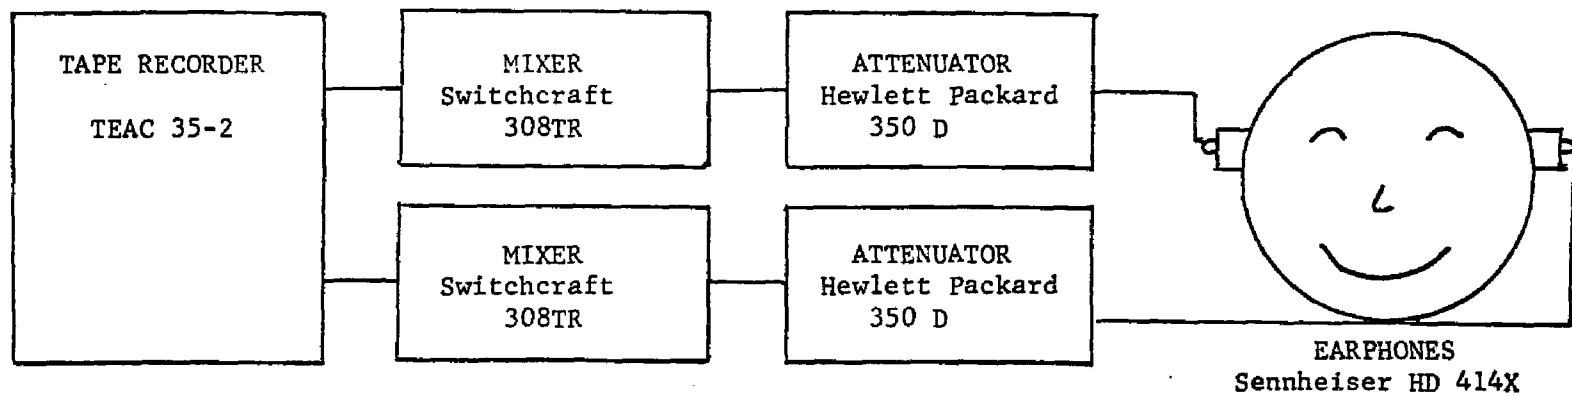 TAPE RECORDER
TEAC 35-2
MIXER
Switchcraft
308TR
ATTENUATOR
Hewlett Packard
350 D
MIXER
Switchcraft
308TR
ATTENUATOR
Hewlett Packard
350 D
EARPHONES
Sennheiser HD 414X